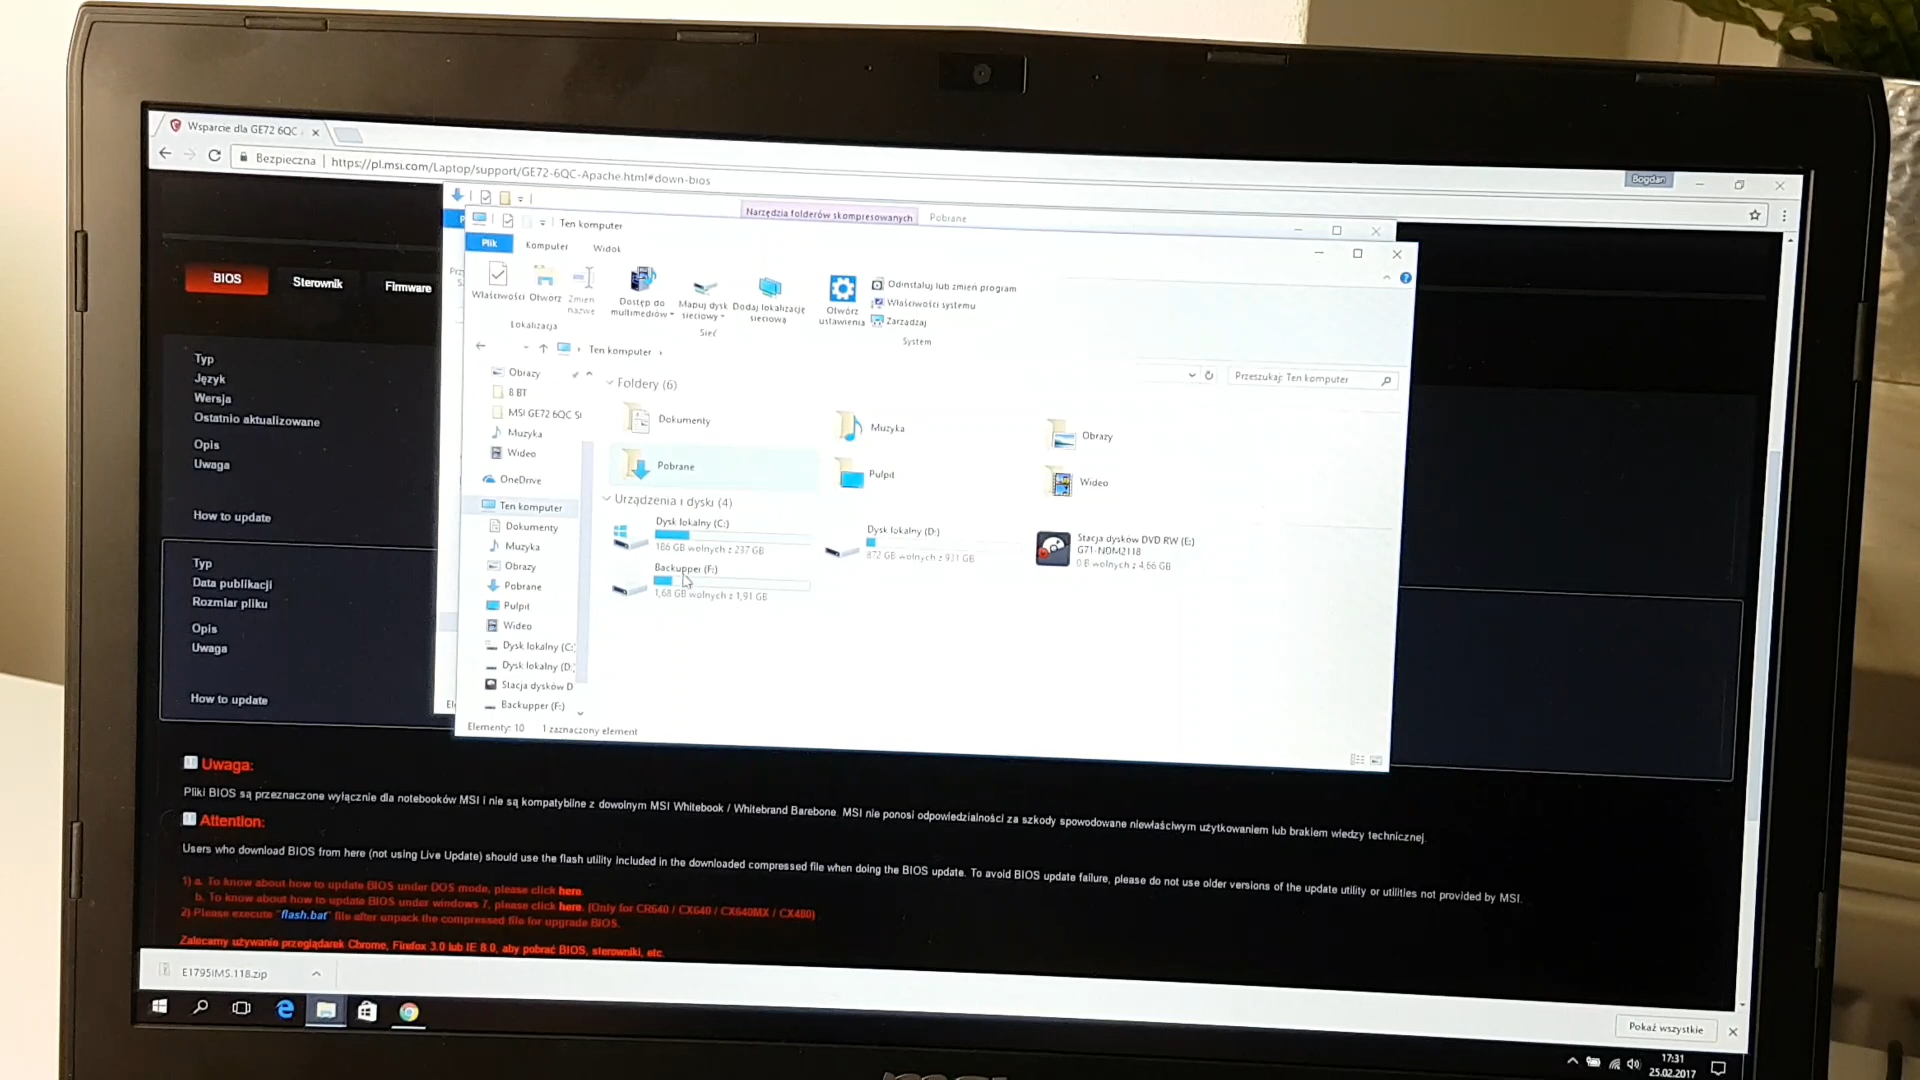 Wsparcie dla GE72 6QC
Bezpieczna | https://pl.msi.com/Laptop/support/GE72-6QC-Apache.html#down-bios
Bogdan
Narzędzia folderów skompresowanych
Pobrane
Ten komputer
Plik
Komputer
Widok
BIOS
Sterownik
Firmware
Właściwości
Otwórz
Zmień nazwę
Dostęp do multimediów
Mapuj dysk sieciowy
Dodaj lokalizację sieciową
Otwórz ustawienia
Odinstaluj lub zmień program
Właściwości systemu
Zarządzaj
Lokalizacja
Sieć
System
Ten komputer
Przeszukaj: Ten komputer
Obrazy
8 BT
MSI GE72 6QC
Muzyka
Wideo
OneDrive
Ten komputer
Dokumenty
Muzyka
Obrazy
Pobrane
Pulpit
Wideo
Dysk lokalny (C:
Dysk lokalny (D:
Stacja dysków D
Backupper (F:)
Foldery (6)
Dokumenty
Muzyka
Obrazy
Pobrane
Pulpit
Wideo
Urządzenia i dyski (4)
Dysk lokalny (C:)
186 GB wolnych z 237 GB
Dysk lokalny (D:)
872 GB wolnych z 931 GB
Stacja dysków DVD RW (E:)
G71-N0M2118
0 B wolnych z 4,66 GB
Backupper (F:)
1,68 GB wolnych z 1,91 GB
Elementy: 10
1 zaznaczony element
Typ
Język
Wersja
Ostatnio aktualizowane
Opis
Uwaga
How to update
Typ
Data publikacji
Rozmiar pliku
Opis
Uwaga
How to update
Uwaga:
Pliki BIOS są przeznaczone wyłącznie dla notebooków MSI i nie są kompatybilne z dowolnym MSI Whitebook / Whitebrand Barebone. MSI nie ponosi odpowiedzialności za szkody spowodowane niewłaściwym użytkowaniem lub brakiem wiedzy technicznej.
Attention:
Users who download BIOS from here (not using Live Update) should use the flash utility included in the downloaded compressed file when doing the BIOS update. To avoid BIOS update failure, please do not use older versions of the update utility or utilities not provided by MSI.
1) a. To know about how to update BIOS under DOS mode, please click here.
b. To know about how to update BIOS under windows 7, please click here. (Only for CR640 / CX640 / CX640MX / CX480)
2) Please execute "flash.bat" file after unpack the compressed file for upgrade BIOS.
Zalecamy używanie przeglądarek Chrome, Firefox 3.0 lub IE 8.0, aby pobrać BIOS, sterowniki, etc.
E1795IMS.118.zip
Pokaż wszystkie
17:31
25.02.2017